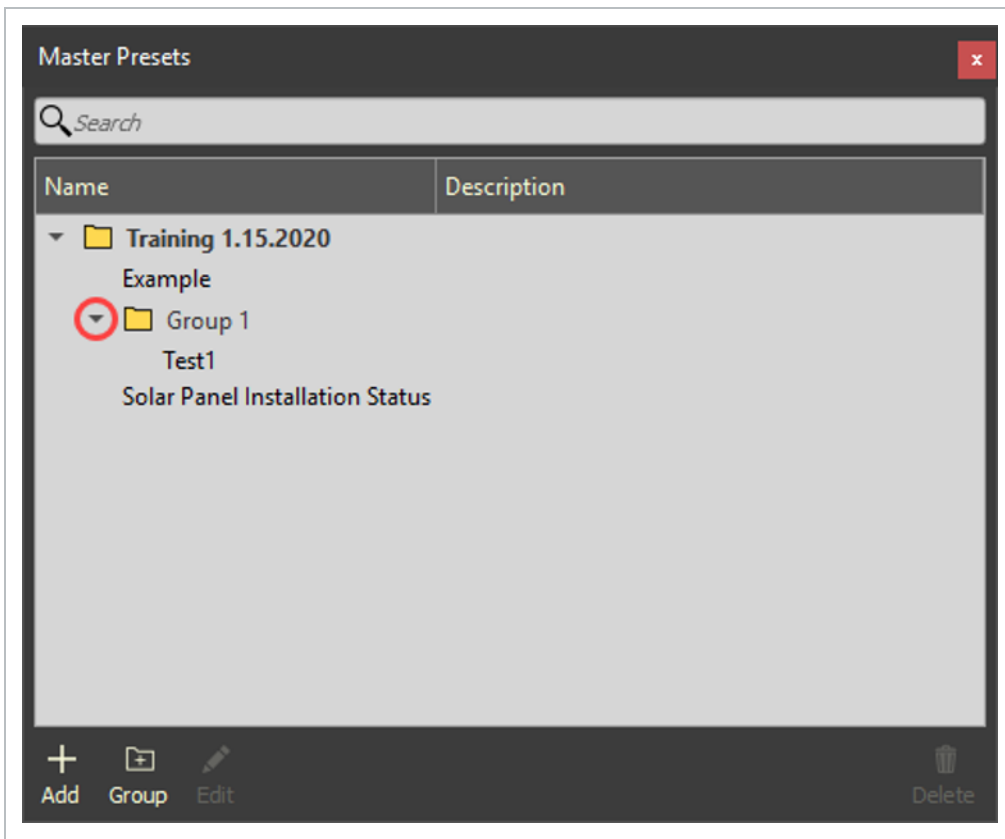 Master Presets
x
Search
Name Description
Training 1.15.2020
Example
Group 1
Test1
Solar Panel Installation Status
Add Group Edit Delete